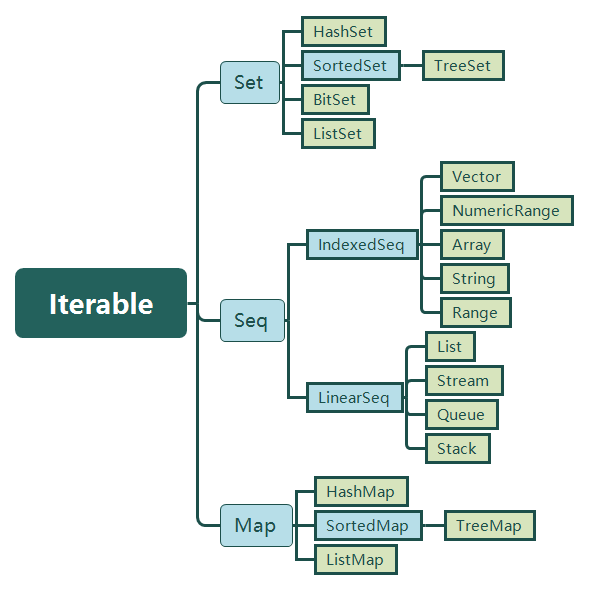 Iterable
Set
HashSet
SortedSet
TreeSet
BitSet
ListSet
Seq
IndexedSeq
Vector
NumericRange
Array
String
Range
LinearSeq
List
Stream
Queue
Stack
Map
HashMap
SortedMap
TreeMap
ListMap